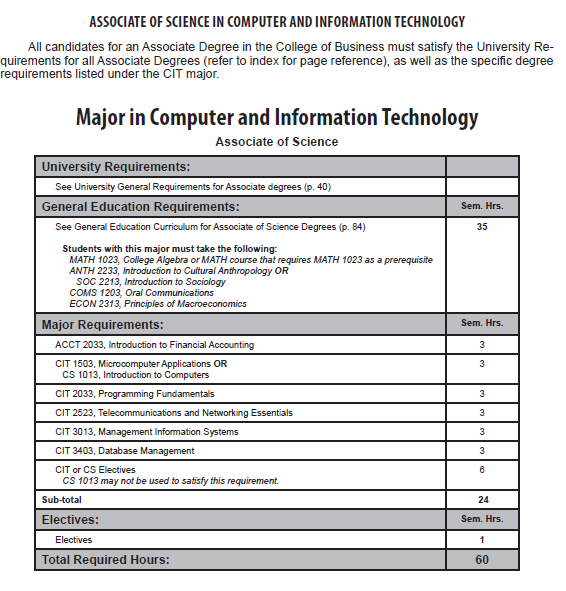 ASSOCIATE OF SCIENCE IN COMPUTER AND INFORMATION TECHNOLOGY
All candidates for an Associate Degree in the College of Business must satisfy the University Re-
quirements for all Associate Degrees (refer to index for page reference), as well as the specific degree
requirements listed under the CIT major.
Major in Computer and Information Technology
Associate of Science
University Requirements:
See University General Requirements for Associate degrees (p. 40)
General Education Requirements: Sem. Hrs.
See General Education Curriculum for Associate of Science Degrees (p. 84) 35
Students with this major must take the following:
MATH 1023, College Algebra or MATH course that requires MATH 1023 as a prerequisite
ANTH 2233, Introduction to Cultural Anthropology OR
SOC 2213, Introduction to Sociology
COMS 1203, Oral Communications
ECON 2313, Principles of Macroeconomics
Major Requirements: Sem. Hrs.
ACCT 2033, Introduction to Financial Accounting 3
CIT 1503, Microcomputer Applications OR 3
CS 1013, Introduction to Computers
CIT 2033, Programming Fundamentals 3
CIT 2523, Telecommunications and Networking Essentials 3
CIT 3013, Management Information Systems 3
CIT 3403, Database Management 3
CIT or CS Electives 6
CS 1013 may not be used to satisfy this requirement.
Sub-total 24
Electives: Sem. Hrs.
Electives 1
Total Required Hours: 60